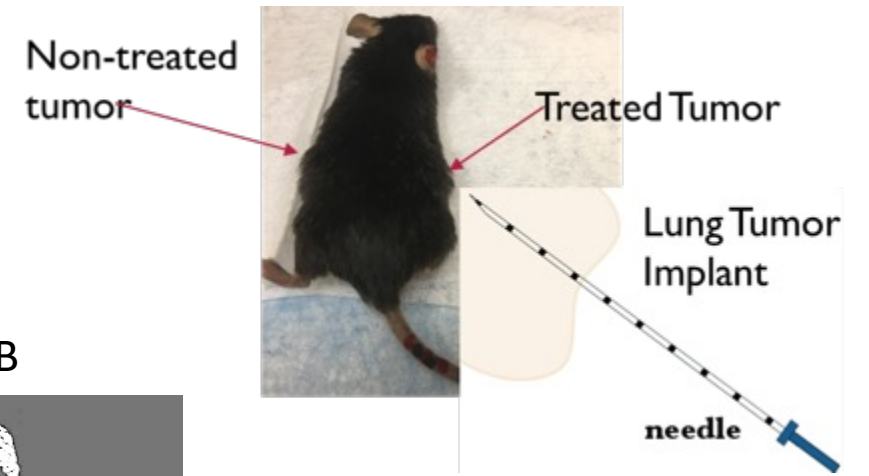 Non-treated
tumor
Treated Tumor
Lung Tumor
Implant
B
needle